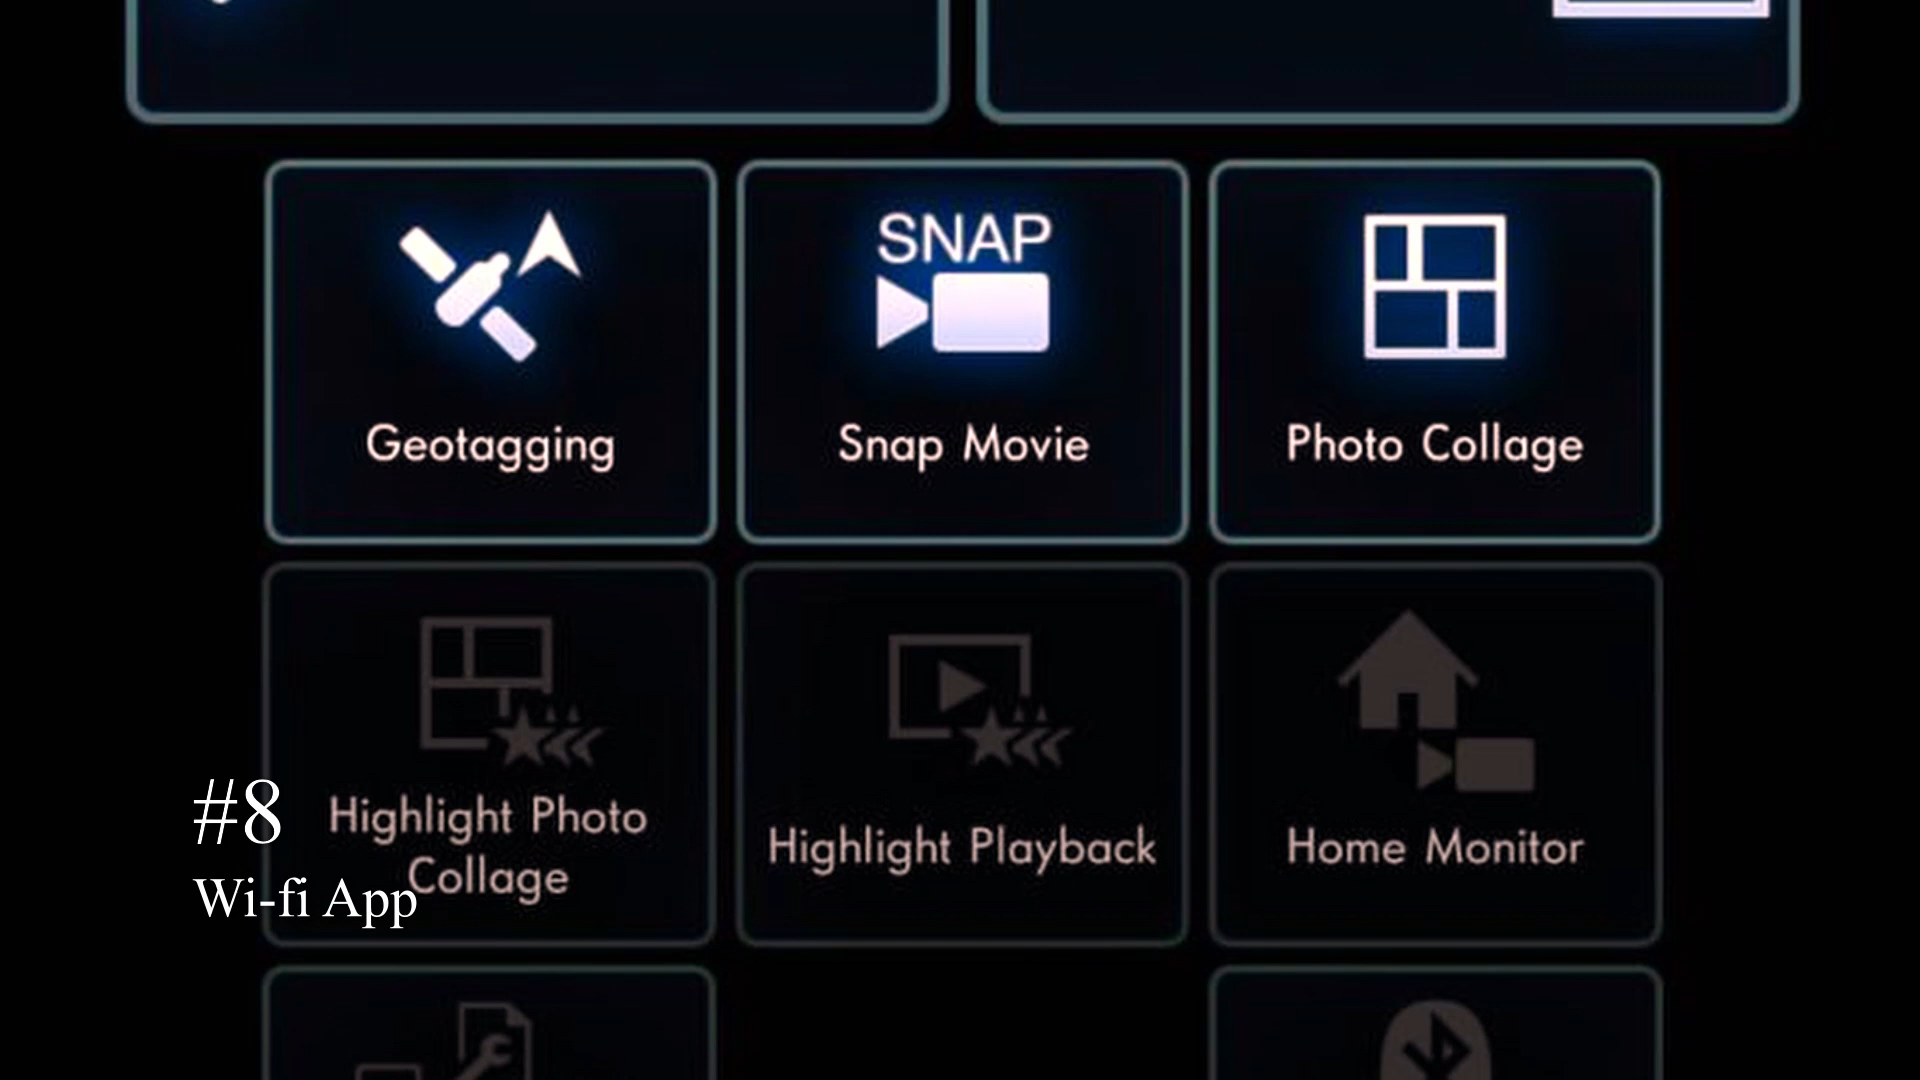 SNAP
Geotagging
Snap Movie
Photo Collage
Highlight Photo
Collage
Highlight Playback
Home Monitor
#8
Wi-fi App